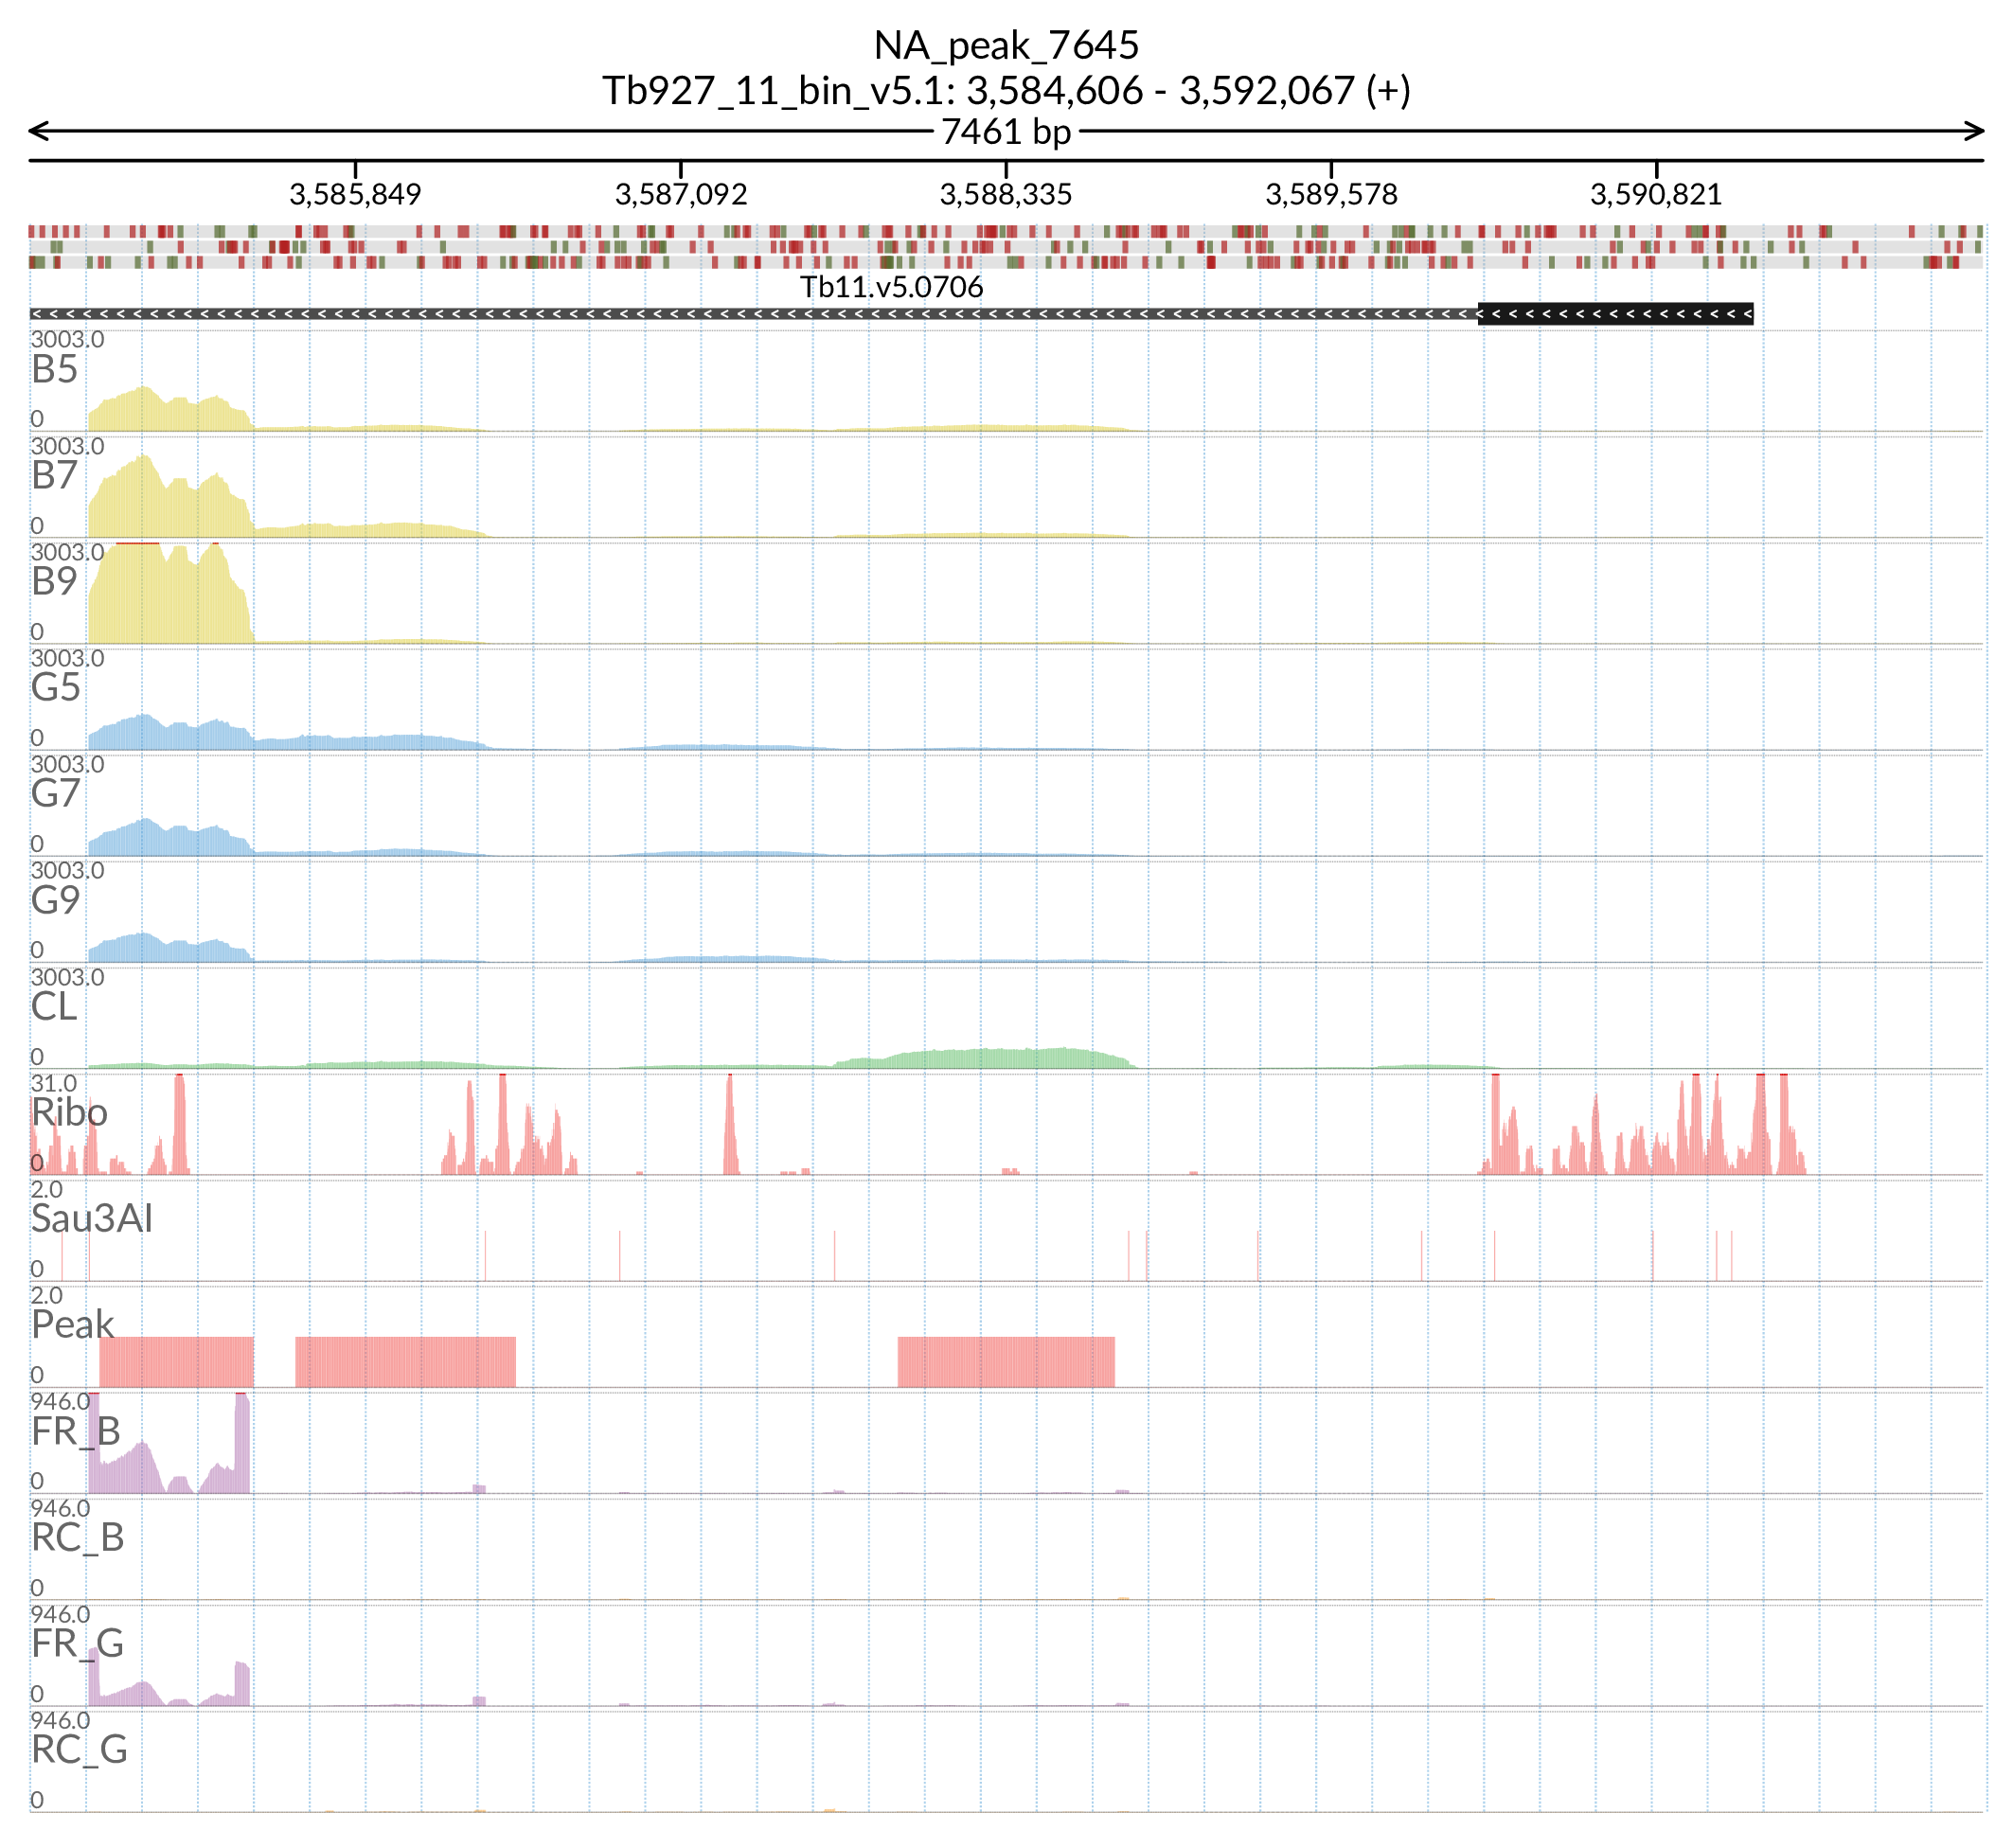 NA_peak_7645
Tb927_11_bin_v5.1: 3,584,606 - 3,592,067 (+)
7461 bp
3,585,849 3,587,092 3,588,335 3,589,578 3,590,821
Tb11.v5.0706
3003.0
B5
0
3003.0
B7
0
3003.0
B9
0
3003.0
G5
0
3003.0
G7
0
3003.0
G9
0
3003.0
CL
0
31.0
Ribo
0
2.0
Sau3AI
0
2.0
Peak
0
946.0
FR_B
0
946.0
RC_B
0
946.0
FR_G
0
946.0
RC_G
0